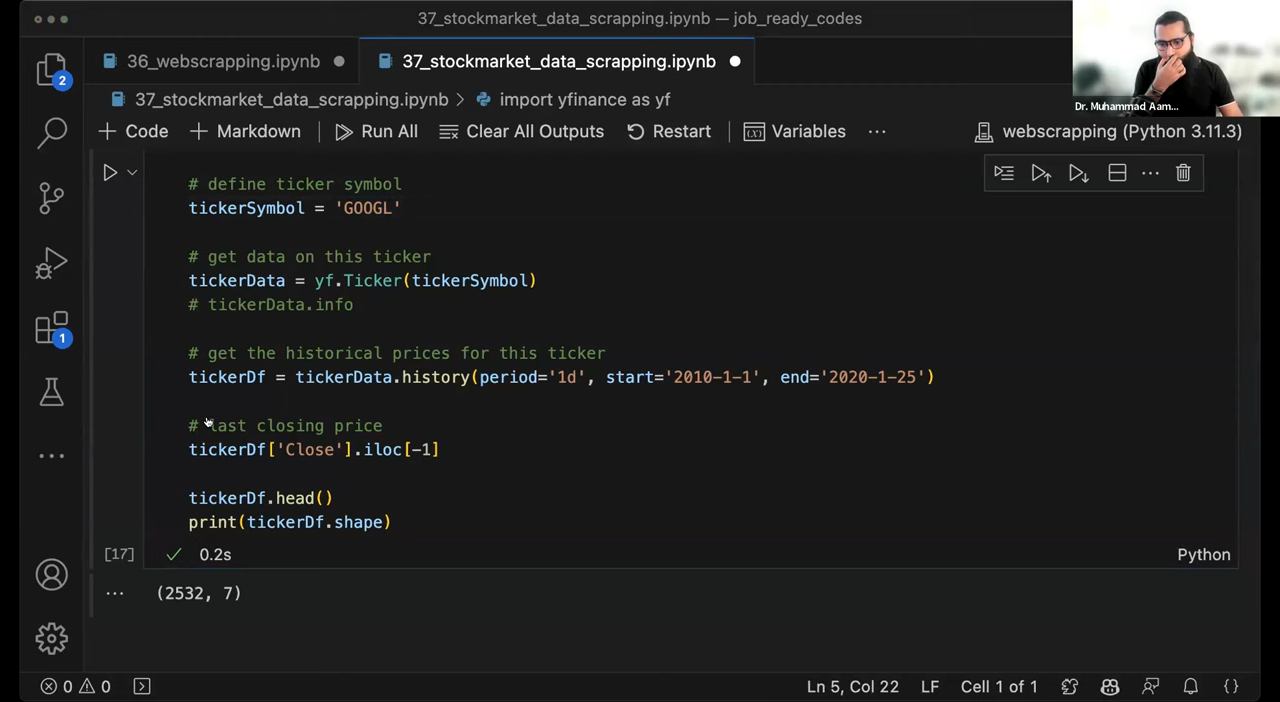 37_stockmarket_data_scrapping.ipynb — job_ready_codes
36_webscrapping.ipynb
37_stockmarket_data_scrapping.ipynb
37_stockmarket_data_scrapping.ipynb > import yfinance as yf
Dr. Muhammad Aam...
+ Code + Markdown | Run All Clear All Outputs Restart | Variables ... webscrapping (Python 3.11.3)
2
# define ticker symbol
tickerSymbol = 'GOOGL'
# get data on this ticker
tickerData = yf.Ticker(tickerSymbol)
# tickerData.info
1
# get the historical prices for this ticker
tickerDf = tickerData.history(period='1d', start='2010-1-1', end='2020-1-25')
# last closing price
tickerDf['Close'].iloc[-1]
tickerDf.head()
print(tickerDf.shape)
[17] 0.2s Python
... (2532, 7)
0 0 Ln 5, Col 22 LF Cell 1 of 1